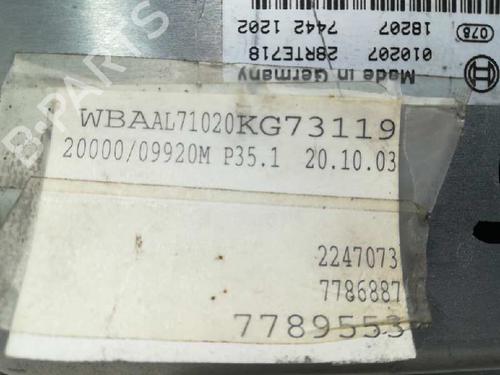 Made in Germany
010207 28RTE718
18207 7442 1202
078
WBAAL71020KG73119
20000/09920M P35.1 20.10.03
2247073
7786887
7789553
B-PARTS